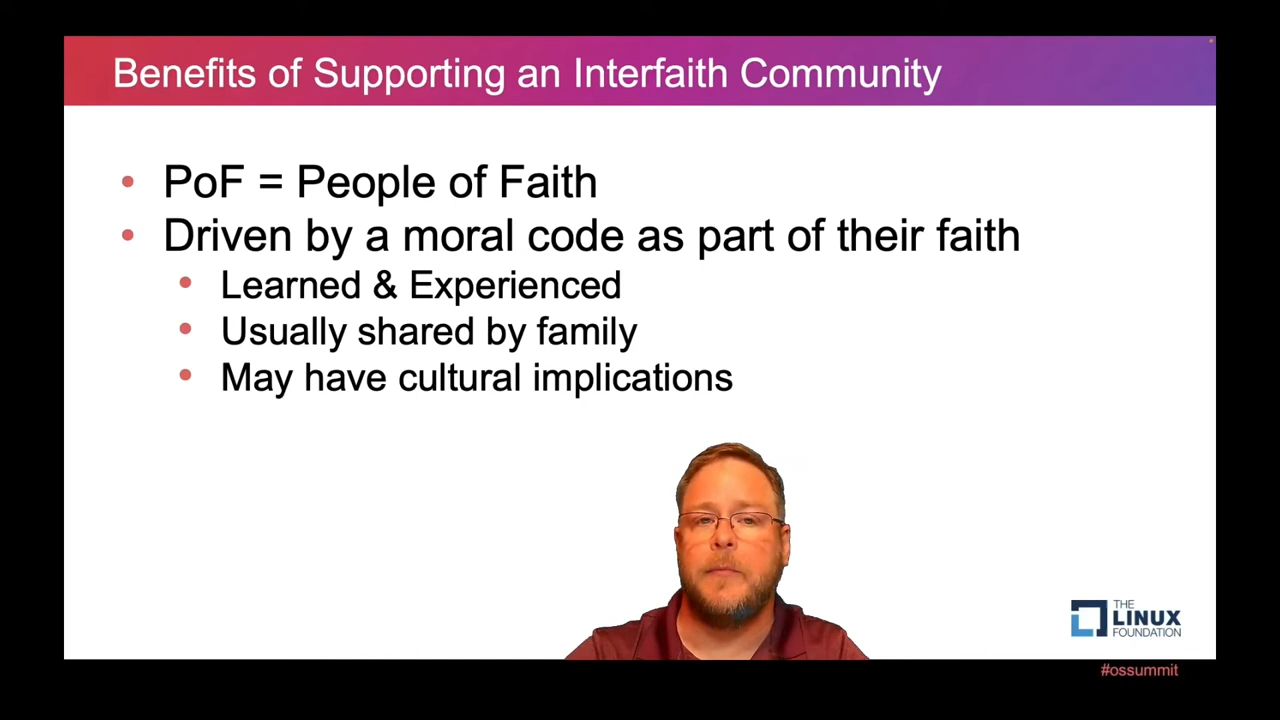 Benefits of Supporting an Interfaith Community
• PoF = People of Faith
• Driven by a moral code as part of their faith
• Learned & Experienced
• Usually shared by family
• May have cultural implications
THE
LINUX
FOUNDATION
#ossummit